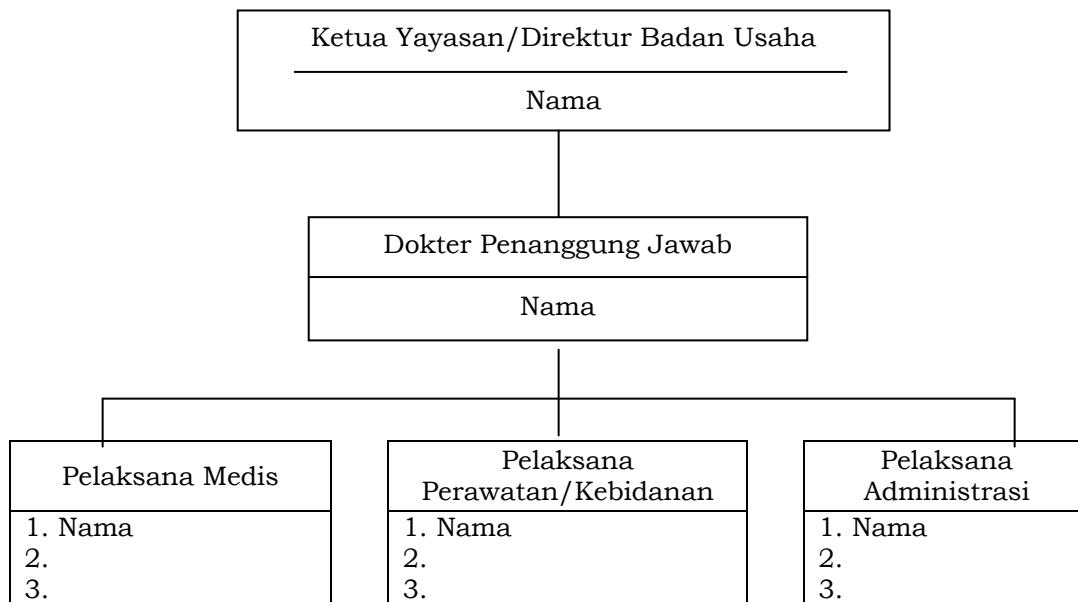 Ketua Yayasan/Direktur Badan Usaha
Nama
Dokter Penanggung Jawab
Nama
Pelaksana Medis
1. Nama
2.
3.
Pelaksana
Perawatan/Kebidanan
1. Nama
2.
3.
Pelaksana
Administrasi
1. Nama
2.
3.